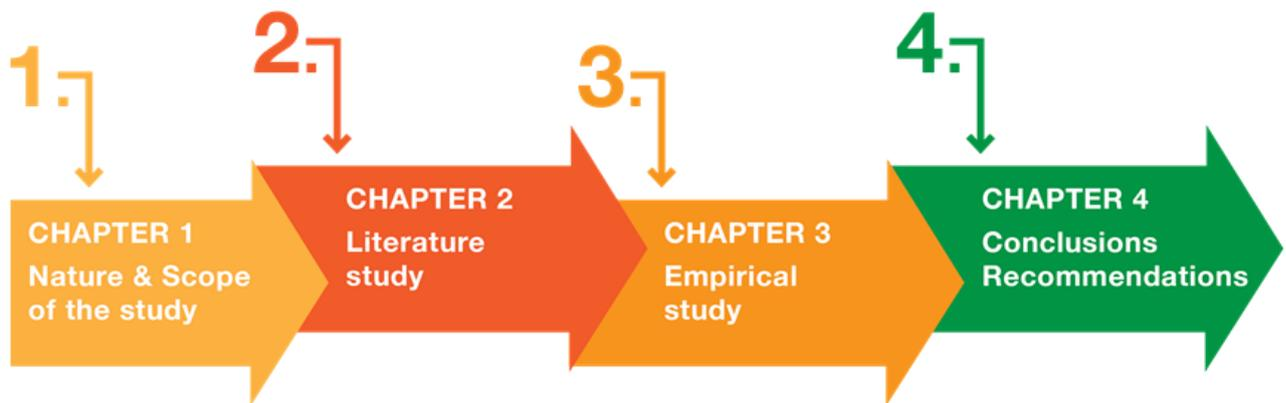 1.
CHAPTER 1
Nature & Scope
of the study
2.
CHAPTER 2
Literature
study
3.
CHAPTER 3
Empirical
study
4.
CHAPTER 4
Conclusions
Recommendations